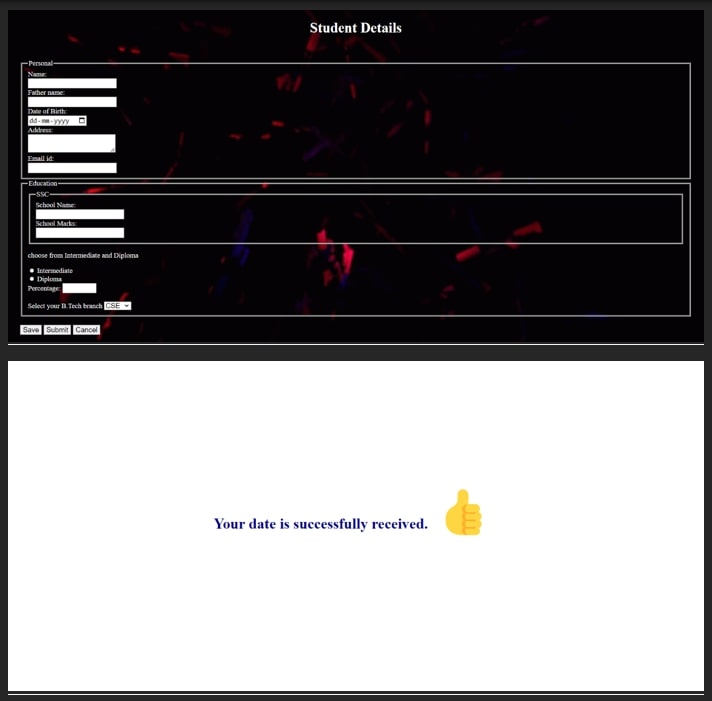 Student Details
Personal
Name:
Father name:
Date of Birth:
dd-mm-yyyy
Address:
Email id:
Education
SSC
School Name:
School Marks:
choose from Intermediate and Diploma
Intermediate
Diploma
Percentage:
Select your B.Tech branch CSE
Save Submit Cancel
Your date is successfully received.